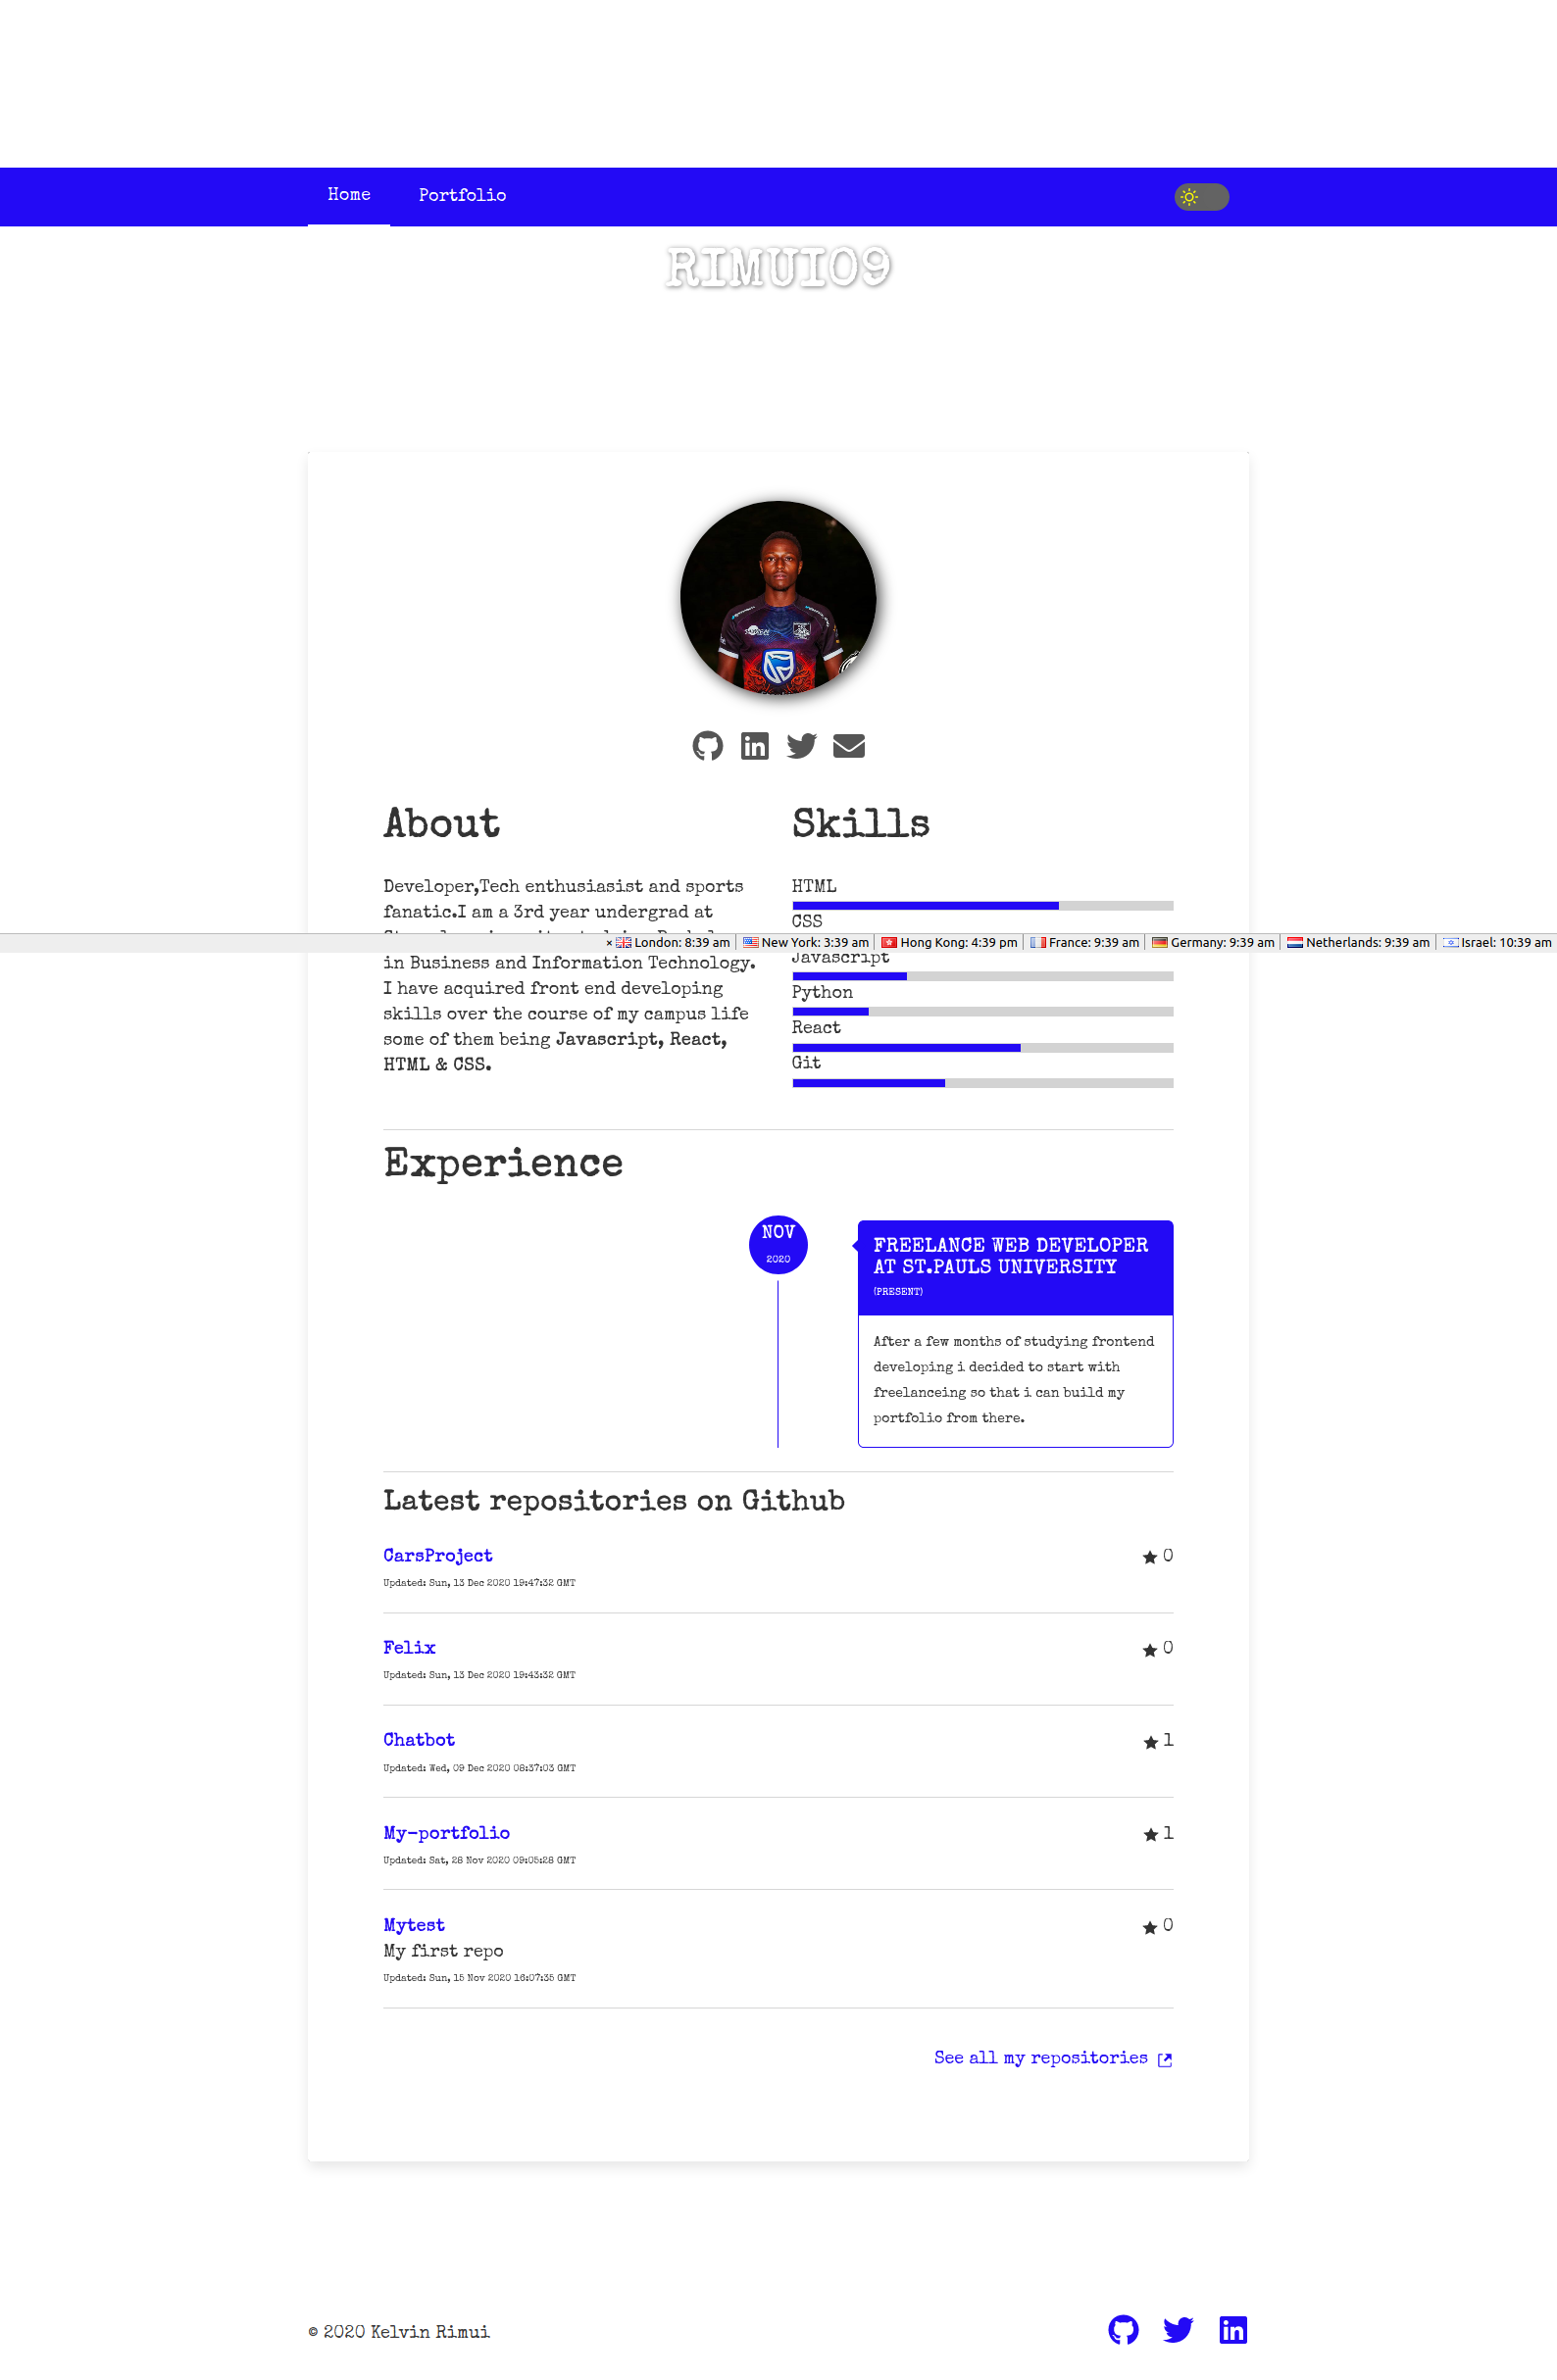 Home
Portfolio
RIMUI09
About
Developer,Tech enthusiasist and sports
fanatic.I am a 3rd year undergrad at
in Business and Information Technology.
I have acquired front end developing
skills over the course of my campus life
some of them being Javascript, React,
HTML & CSS.
Skills
HTML
CSS
× London: 8:39 am New York: 3:39 am Hong Kong: 4:39 pm France: 9:39 am Germany: 9:39 am Netherlands: 9:39 am Israel: 10:39 am
Javascript
Python
React
Git
Experience
NOV
2020
FREELANCE WEB DEVELOPER
AT ST.PAULS UNIVERSITY
(PRESENT)
After a few months of studying frontend
developing i decided to start with
freelanceing so that i can build my
portfolio from there.
Latest repositories on Github
CarsProject
0
Updated: Sun, 13 Dec 2020 19:47:32 GMT
Felix
0
Updated: Sun, 13 Dec 2020 19:43:32 GMT
Chatbot
1
Updated: Wed, 09 Dec 2020 08:37:03 GMT
My-portfolio
1
Updated: Sat, 28 Nov 2020 09:05:28 GMT
Mytest
0
My first repo
Updated: Sun, 15 Nov 2020 16:07:35 GMT
See all my repositories
© 2020 Kelvin Rimui